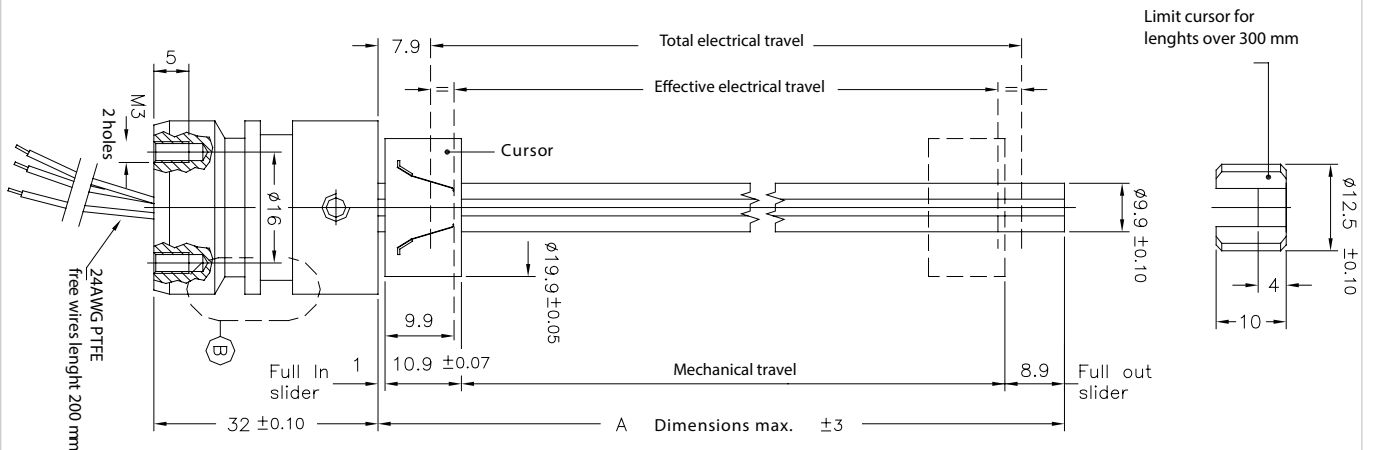 Limit cursor for
lenghts over 300 mm
7.9
Total electrical travel
5
=
Effective electrical travel
=
M3
2 holes
Cursor
ø16
ø9.9 ±0.10
ø12.5 ±0.10
24AWG PTFE
free wires lenght 200 mm
ø19.9±0.05
4
9.9
10
B
Full In
slider
1
10.9 ±0.07
Mechanical travel
8.9
Full out
slider
32 ±0.10
A Dimensions max. ±3